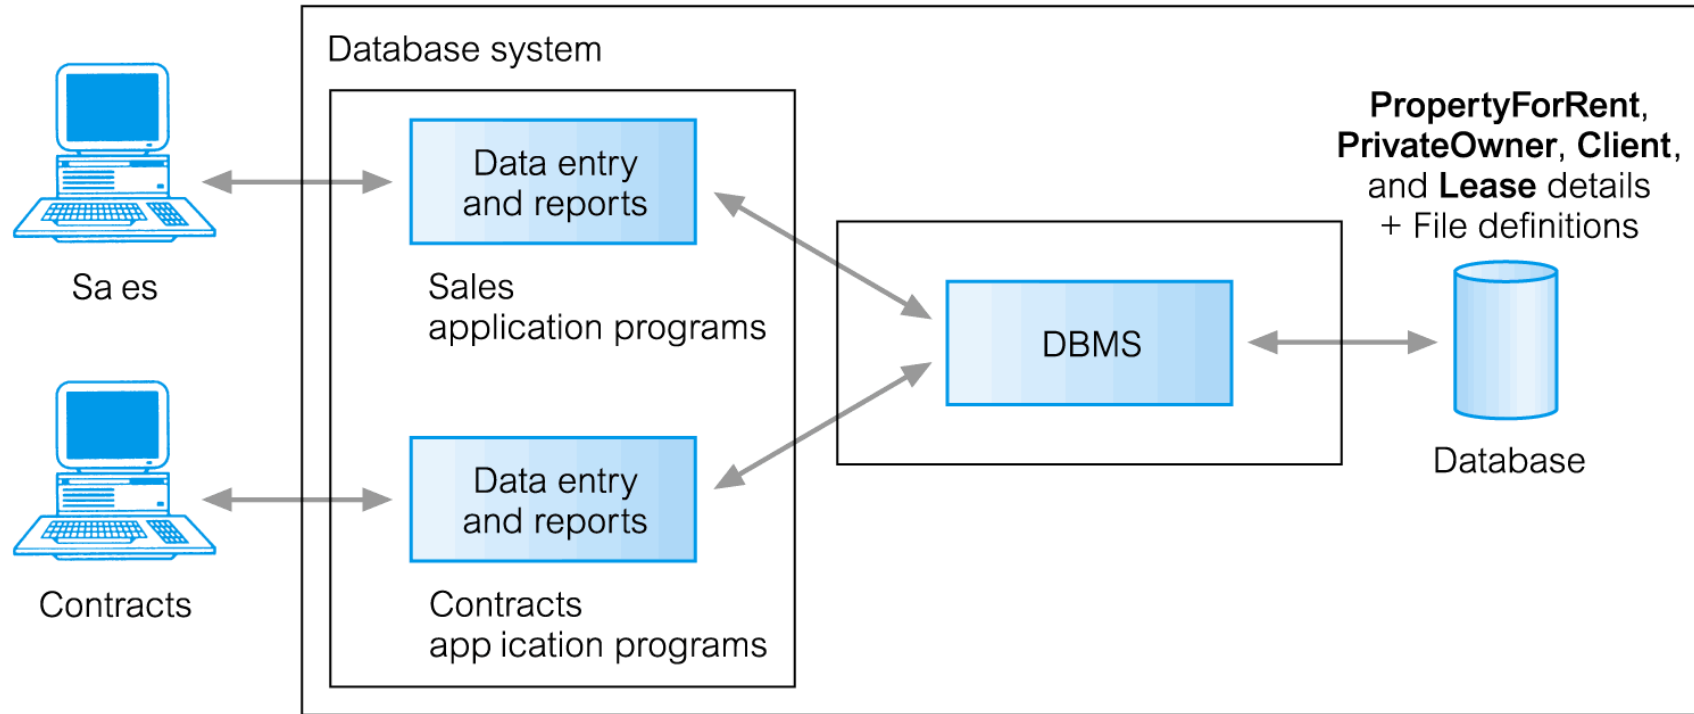 Database system
PropertyForRent,
PrivateOwner, Client,
and Lease details
+ File definitions
Data entry
and reports
Sa es
Sales
application programs
DBMS
Database
Data entry
and reports
Contracts
Contracts
app ication programs